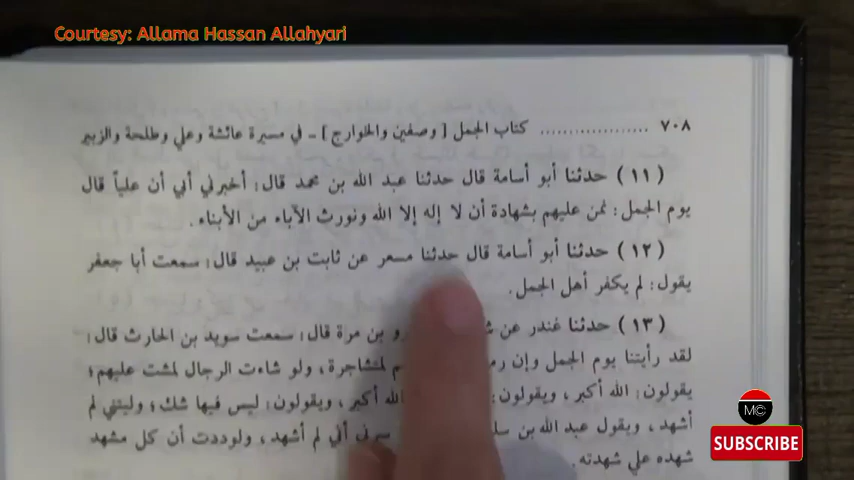 Courtesy: Allama Hassan Allahyari
٧٠٨ ................... كتاب الجمل [ وصفين والخوارج ] - في مسيرة عائشة وعلي وطلحة والزبير
( ١١ ) حدثنا أبو أسامة قال حدثنا عبد الله بن محمد قال : أخبرني أبي أن علياً قال
يوم الجمل : نمن عليهم بشهادة أن لا إله إلا الله ونورث الآباء من الأبناء .
( ١٢ ) حدثنا أبو أسامة قال حدثنا مسعر عن ثابت بن عبيد قال : سمعت أبا جعفر
يقول : لم يكفر أهل الجمل .
( ١٣ ) حدثنا غندر عن و بن مرة قال : سمعت سويد بن الحارث قال :
لقد رأيتنا يوم الجمل وإن لمتشاجرة ، ولو شاءت الرجال لمشت عليهم ؛
يقولون : الله أكبر ، ويقولون : الله أكبر ، ويقولون : ليس فيها شك ؛ وليتني لم
أشهد ، ويقول عبد الله بن أني لم أشهد ، ولوددت أن كل مشهد
شهده علي شهدته .
MC
SUBSCRIBE